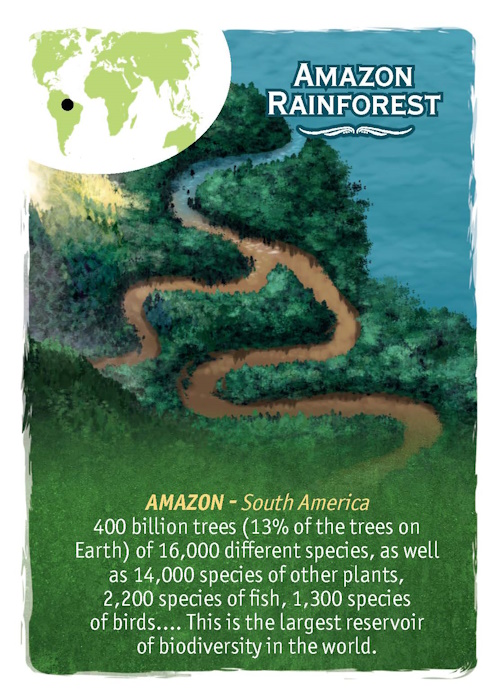 AMAZON
RAINFOREST
AMAZON - South America
400 billion trees (13% of the trees on
Earth) of 16,000 different species, as well
as 14,000 species of other plants,
2,200 species of fish, 1,300 species
of birds.... This is the largest reservoir
of biodiversity in the world.